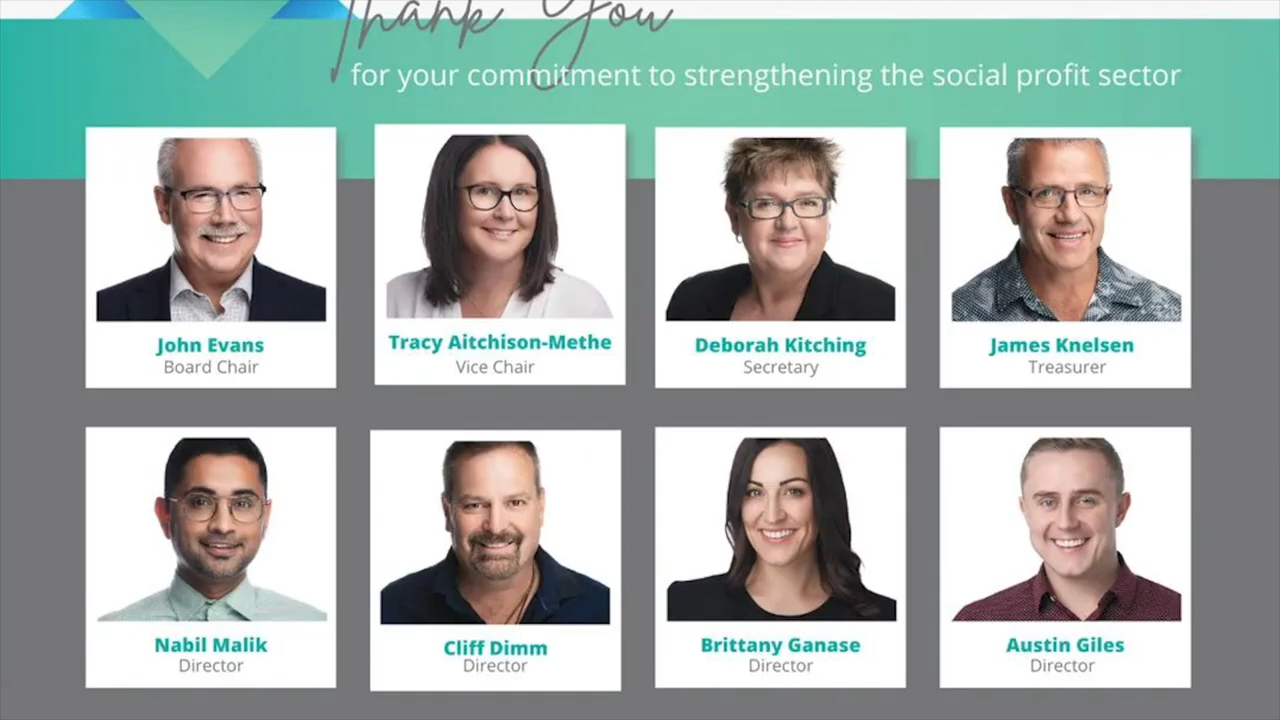 Thank You
for your commitment to strengthening the social profit sector
John Evans
Board Chair
Tracy Aitchison-Methe
Vice Chair
Deborah Kitching
Secretary
James Knelsen
Treasurer
Nabil Malik
Director
Cliff Dimm
Director
Brittany Ganase
Director
Austin Giles
Director